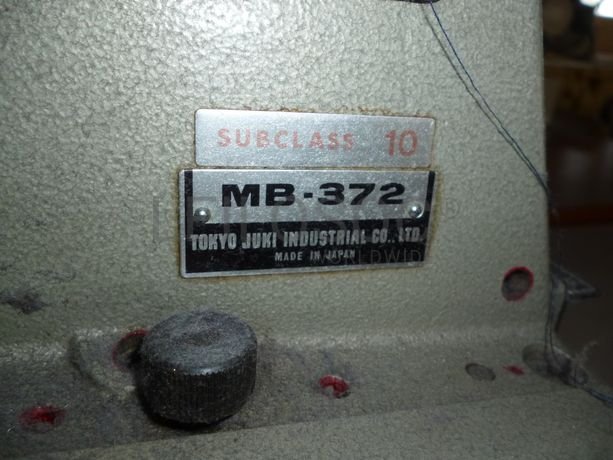 SUBCLASS 10
MB-372
TOKYO JUKI INDUSTRIAL CO., LTD.
MADE IN JAPAN